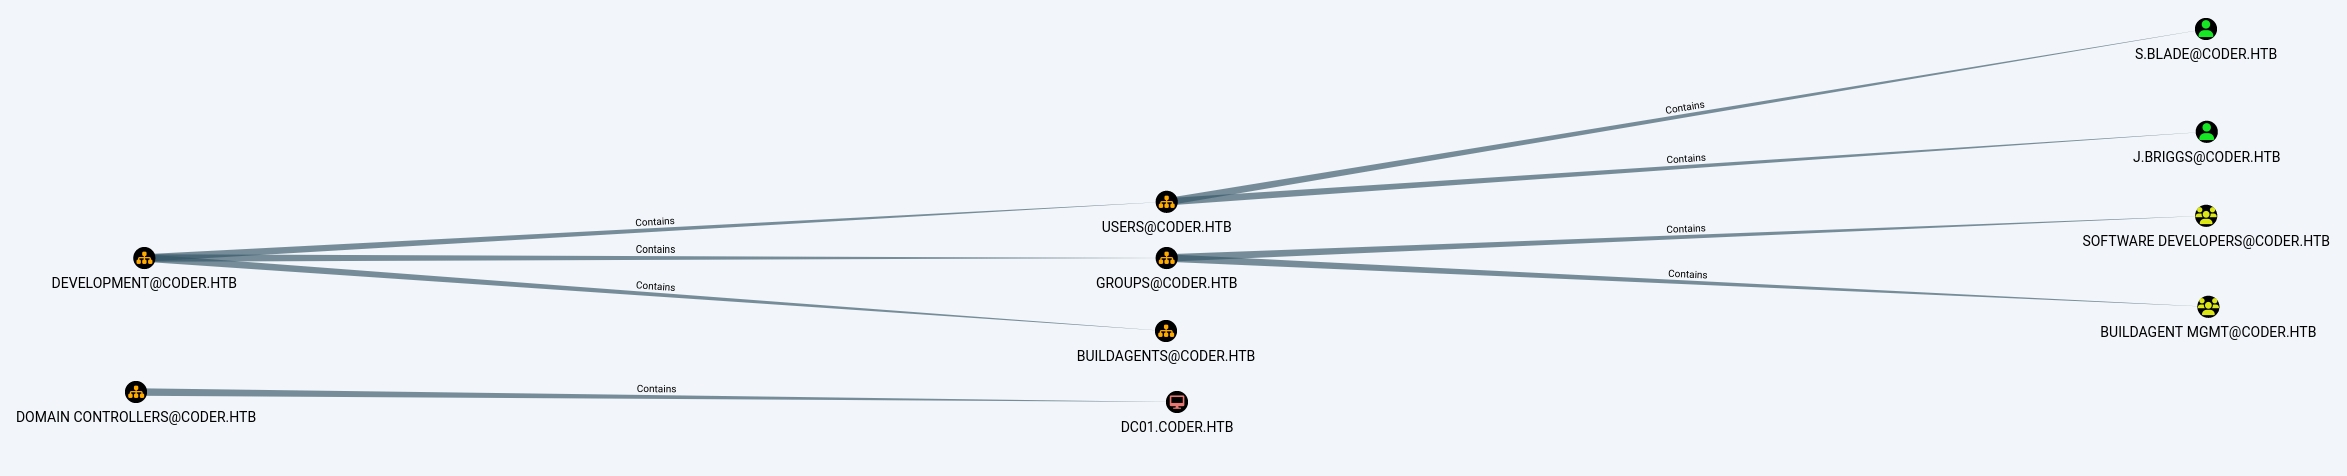 S.BLADE@CODER.HTB
Contains
J.BRIGGS@CODER.HTB
Contains
USERS@CODER.HTB
Contains
SOFTWARE DEVELOPERS@CODER.HTB
Contains
DEVELOPMENT@CODER.HTB
Contains
GROUPS@CODER.HTB
Contains
BUILDAGENT MGMT@CODER.HTB
Contains
BUILDAGENTS@CODER.HTB
Contains
DOMAIN CONTROLLERS@CODER.HTB
DC01.CODER.HTB